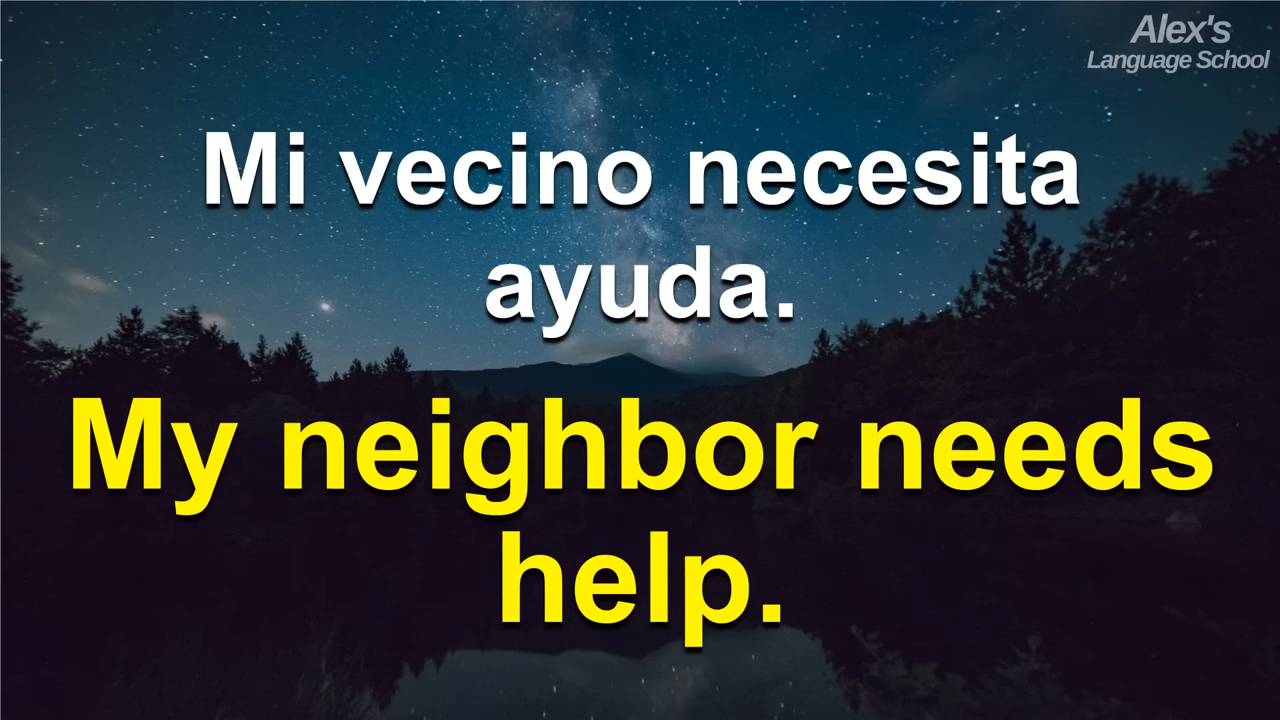 Alex's
Language School
Mi vecino necesita
ayuda.
My neighbor needs
help.